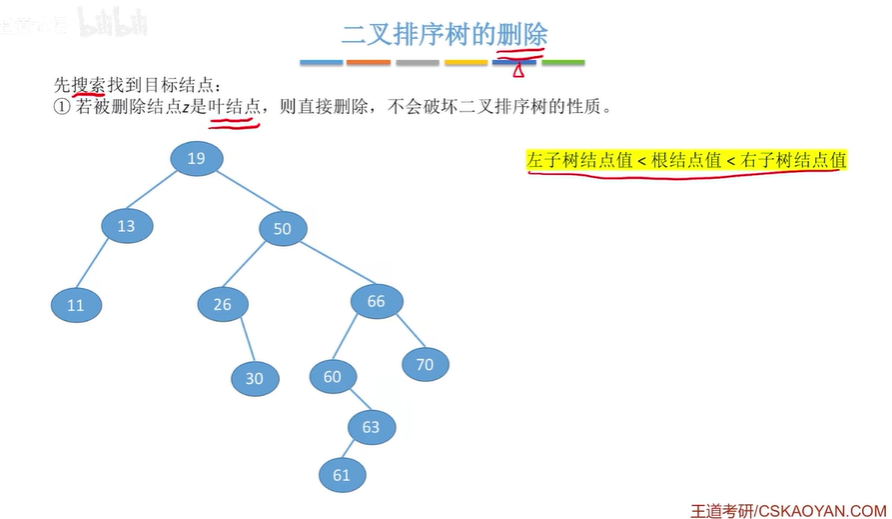 二叉排序树的删除
先搜索找到目标结点：
① 若被删除结点z是叶结点，则直接删除，不会破坏二叉排序树的性质。
左子树结点值 < 根结点值 < 右子树结点值
19
13
50
11
26
66
30
60
70
63
61
王道考研/CSKAOYAN.COM